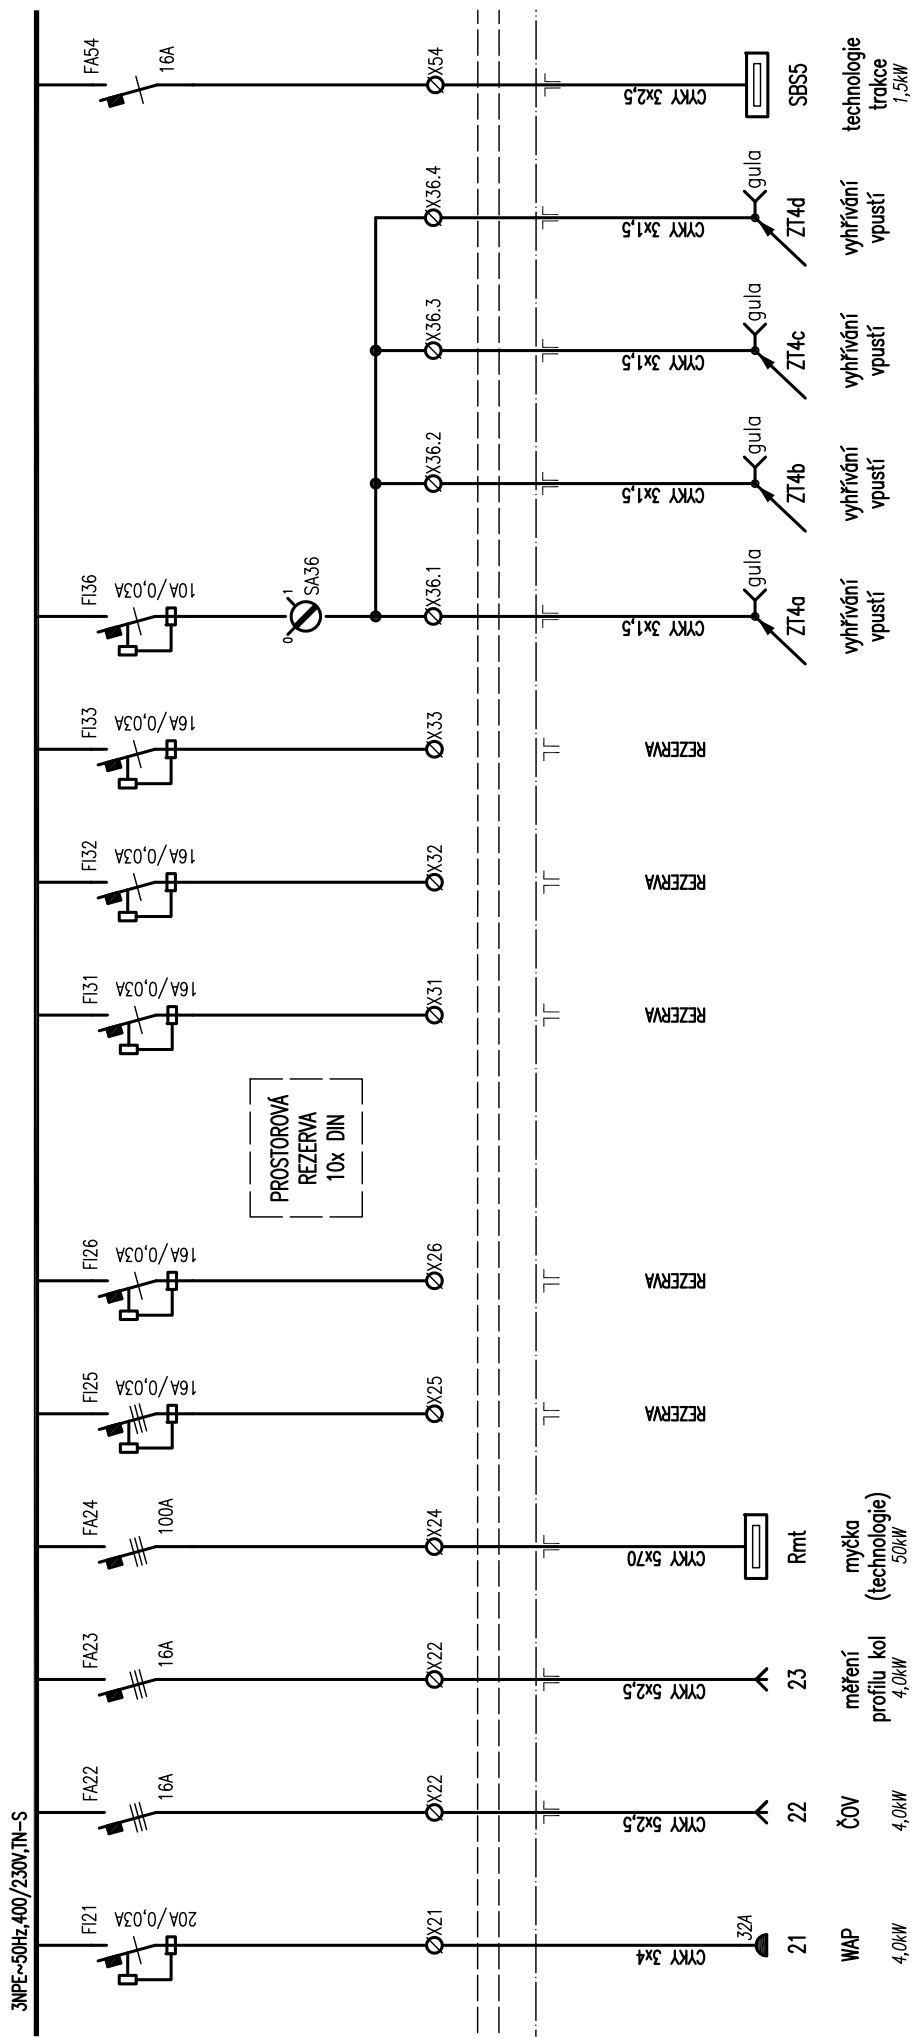 3NPE~50Hz,400/230V,TN-S
FI21
20A/0,03A
X21
CYKY 3x4
32A
21
WAP
4,0kW
FA22
16A
X22
CYKY 5x2,5
22
ČOV
4,0kW
FA23
16A
X22
CYKY 5x2,5
23
měření
profilu kol
4,0kW
FA24
100A
X24
CYKY 5x70
Rmt
myčka
(technologie)
50kW
FI25
16A/0,03A
X25
REZERVA
FI26
16A/0,03A
X26
REZERVA
PROSTOROVÁ
REZERVA
10x DIN
FI31
16A/0,03A
X31
REZERVA
FI32
16A/0,03A
X32
REZERVA
FI33
16A/0,03A
X33
REZERVA
FI36
10A/0,03A
0
1
SA36
X36.1
CYKY 3x1,5
gula
ZT4a
vyhřívání
vpustí
X36.2
CYKY 3x1,5
gula
ZT4b
vyhřívání
vpustí
X36.3
CYKY 3x1,5
gula
ZT4c
vyhřívání
vpustí
X36.4
CYKY 3x1,5
gula
ZT4d
vyhřívání
vpustí
FA54
16A
X54
CYKY 3x2,5
SBS5
technologie
trakce
1,5kW